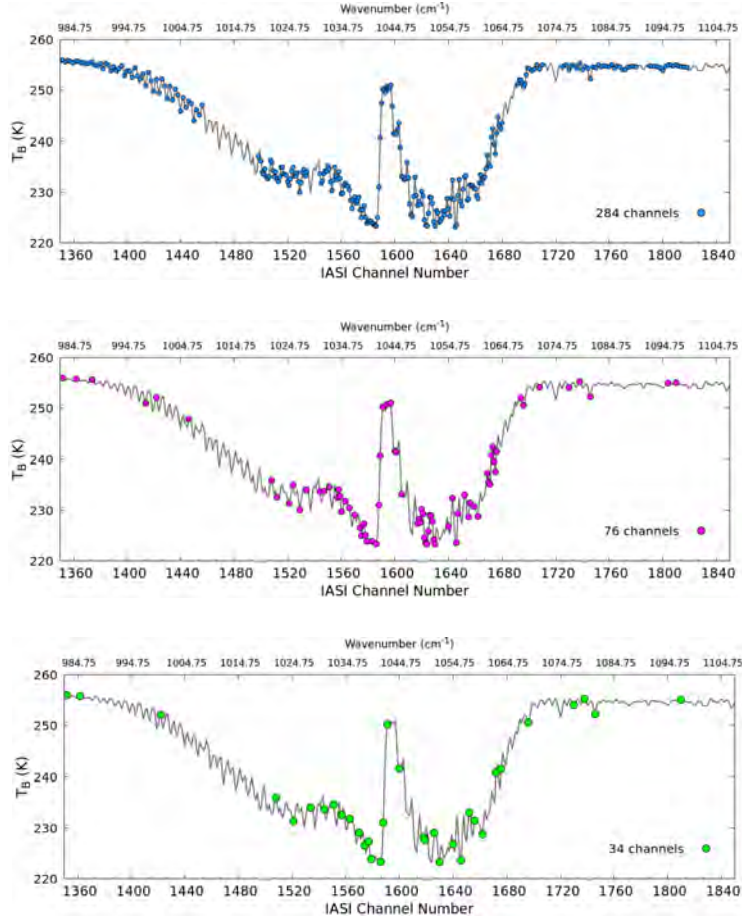 Wavenumber (cm-1)
984.75 994.75 1004.75 1014.75 1024.75 1034.75 1044.75 1054.75 1064.75 1074.75 1084.75 1094.75 1104.75
260
250
240
230
220
TB (K)
284 channels
1360 1400 1440 1480 1520 1560 1600 1640 1680 1720 1760 1800 1840
IASI Channel Number
Wavenumber (cm-1)
984.75 994.75 1004.75 1014.75 1024.75 1034.75 1044.75 1054.75 1064.75 1074.75 1084.75 1094.75 1104.75
260
250
240
230
220
TB (K)
76 channels
1360 1400 1440 1480 1520 1560 1600 1640 1680 1720 1760 1800 1840
IASI Channel Number
Wavenumber (cm-1)
984.75 994.75 1004.75 1014.75 1024.75 1034.75 1044.75 1054.75 1064.75 1074.75 1084.75 1094.75 1104.75
260
250
240
230
220
TB (K)
34 channels
1360 1400 1440 1480 1520 1560 1600 1640 1680 1720 1760 1800 1840
IASI Channel Number